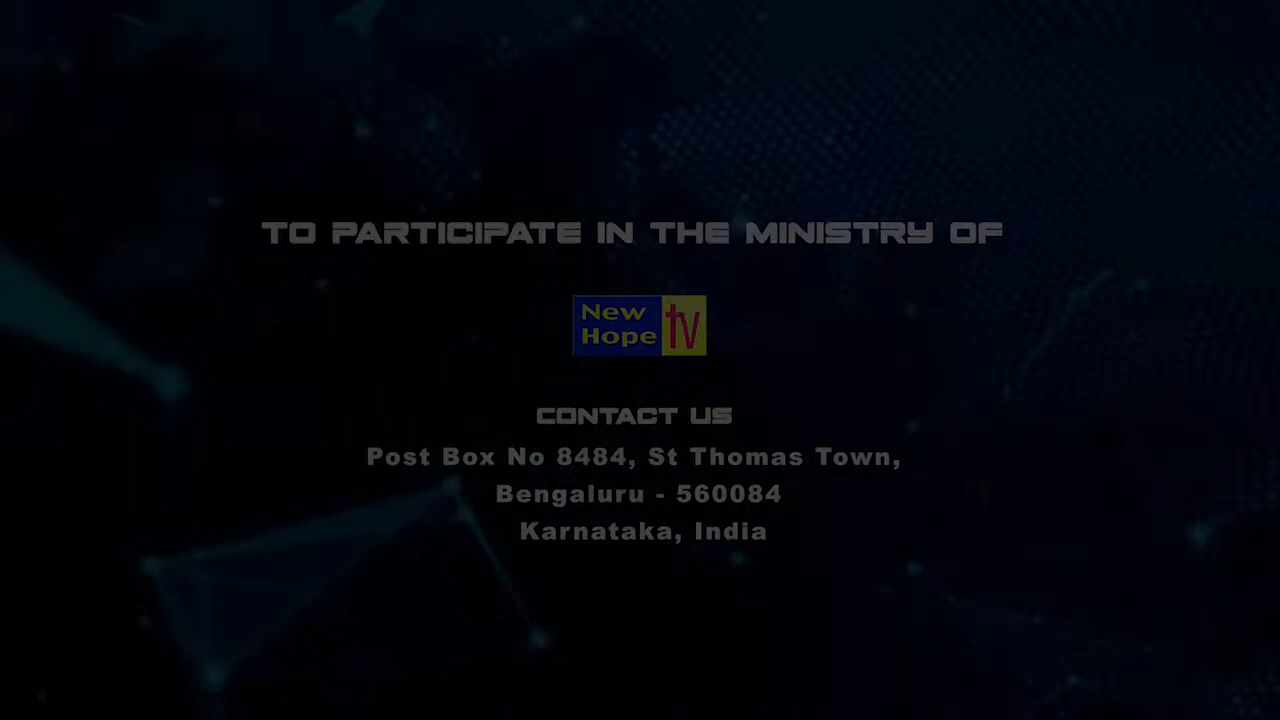 TO PARTICIPATE IN THE MINISTRY OF
New
Hope tv
CONTACT US
Post Box No 8484, St Thomas Town,
Bengaluru - 560084
Karnataka, India